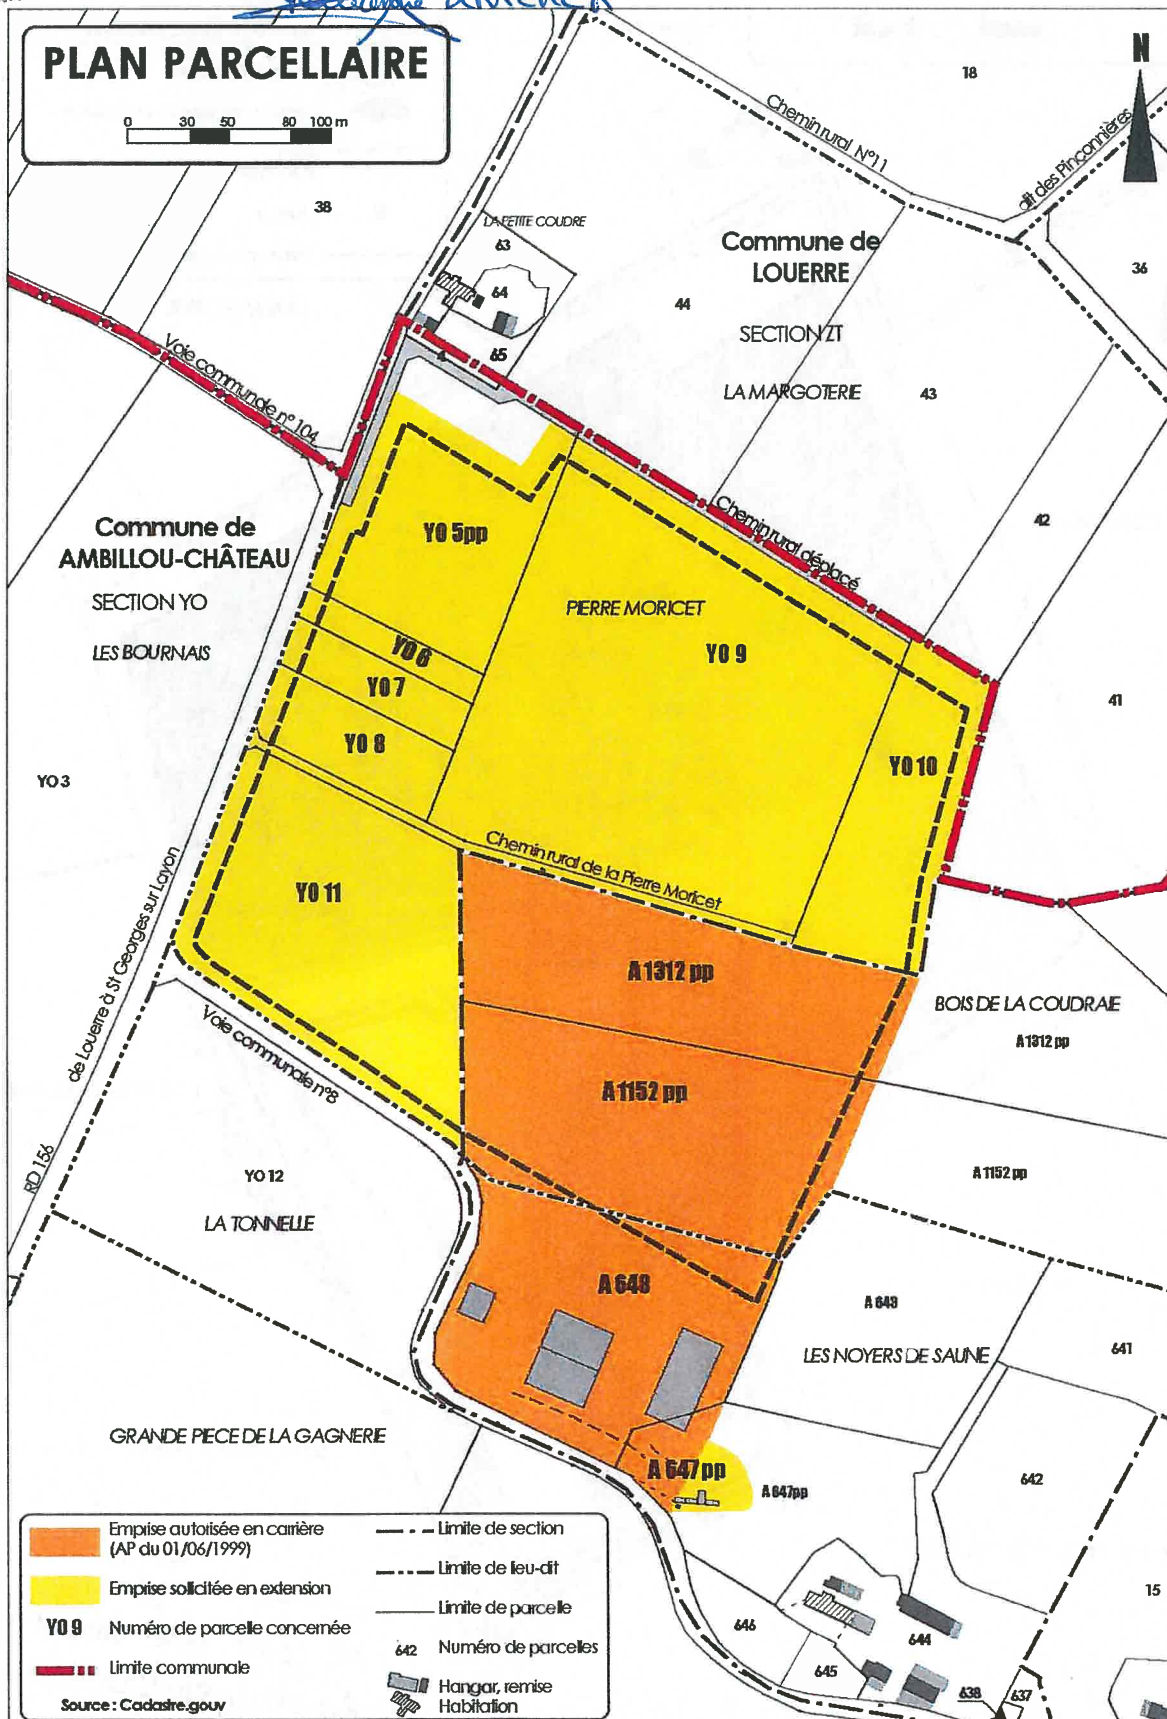 PLAN PARCELLAIRE
0 30 50 80 100 m
N
18
Chemin rural N°11
dit des Pinçonnières
38
LA PETITE COUDRE
63
64
65
4
Commune de
LOUERRE
SECTION ZT
LA MARGOTERIE
44
43
36
42
41
Voie communale n° 104
Chemin rural déplacé
Commune de
AMBILLOU-CHÂTEAU
SECTION YO
LES BOURNAIS
YO 3
YO 5pp
PIERRE MORICET
YO 6
YO 7
YO 8
YO 9
YO 10
YO 11
Chemin rural de la Pierre Moricet
de Louerre à St Georges sur Layon
RD 156
Voie communale n°8
A 1312 pp
BOIS DE LA COUDRAIE
A 1312 pp
A 1152 pp
A 1152 pp
YO 12
LA TONNELLE
A 648
A 643
LES NOYERS DE SAUNE
641
GRANDE PIECE DE LA GAGNERIE
A 647pp
A 647pp
642
15
646
645
644
638
637
Emprise autorisée en carrière
(AP du 01/06/1999)
Emprise solicitée en extension
YO 9 Numéro de parcelle concernée
Limite communale
Source : Cadastre.gouv
Limite de section
Limite de lieu-dit
Limite de parcelle
642 Numéro de parcelles
Hangar, remise
Habitation